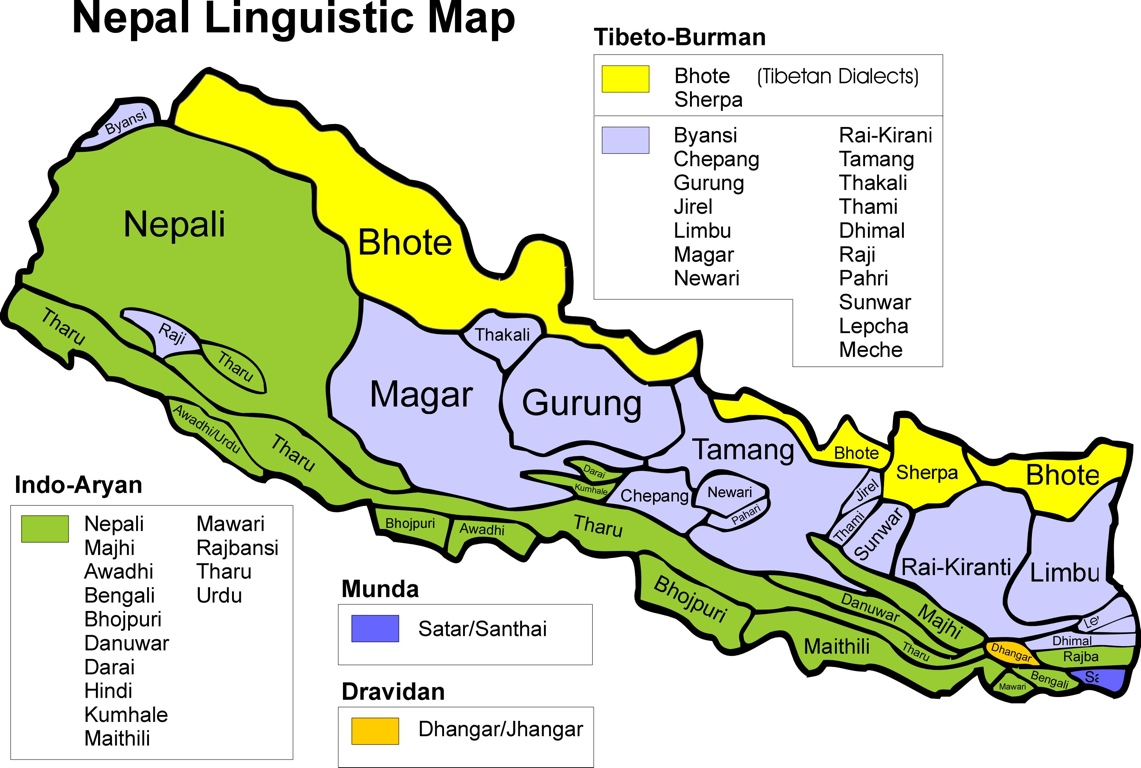 Nepal Linguistic Map
Tibeto-Burman
Bhote (Tibetan Dialects)
Sherpa
Byansi
Chepang
Gurung
Jirel
Limbu
Magar
Newari
Rai-Kirani
Tamang
Thakali
Thami
Dhimal
Raji
Pahri
Sunwar
Lepcha
Meche
Byansi
Nepali
Bhote
Tharu
Raji
Tharu
Thakali
Magar
Gurung
Awadhi/Urdu
Tharu
Tamang
Bhote
Sherpa
Bhote
Darai
Kumhale
Chepang
Newari
Pahari
Jirel
Thami
Sunwar
Rai-Kiranti
Limbu
Bhojpuri
Awadhi
Tharu
Bhojpuri
Danuwar
Majhi
Maithili
Tharu
Dhangar
Le
Dhimal
Rajba
Mawari
Bengali
Sa
Indo-Aryan
Nepali
Majhi
Awadhi
Bengali
Bhojpuri
Danuwar
Darai
Hindi
Kumhale
Maithili
Mawari
Rajbansi
Tharu
Urdu
Munda
Satar/Santhai
Dravidan
Dhangar/Jhangar